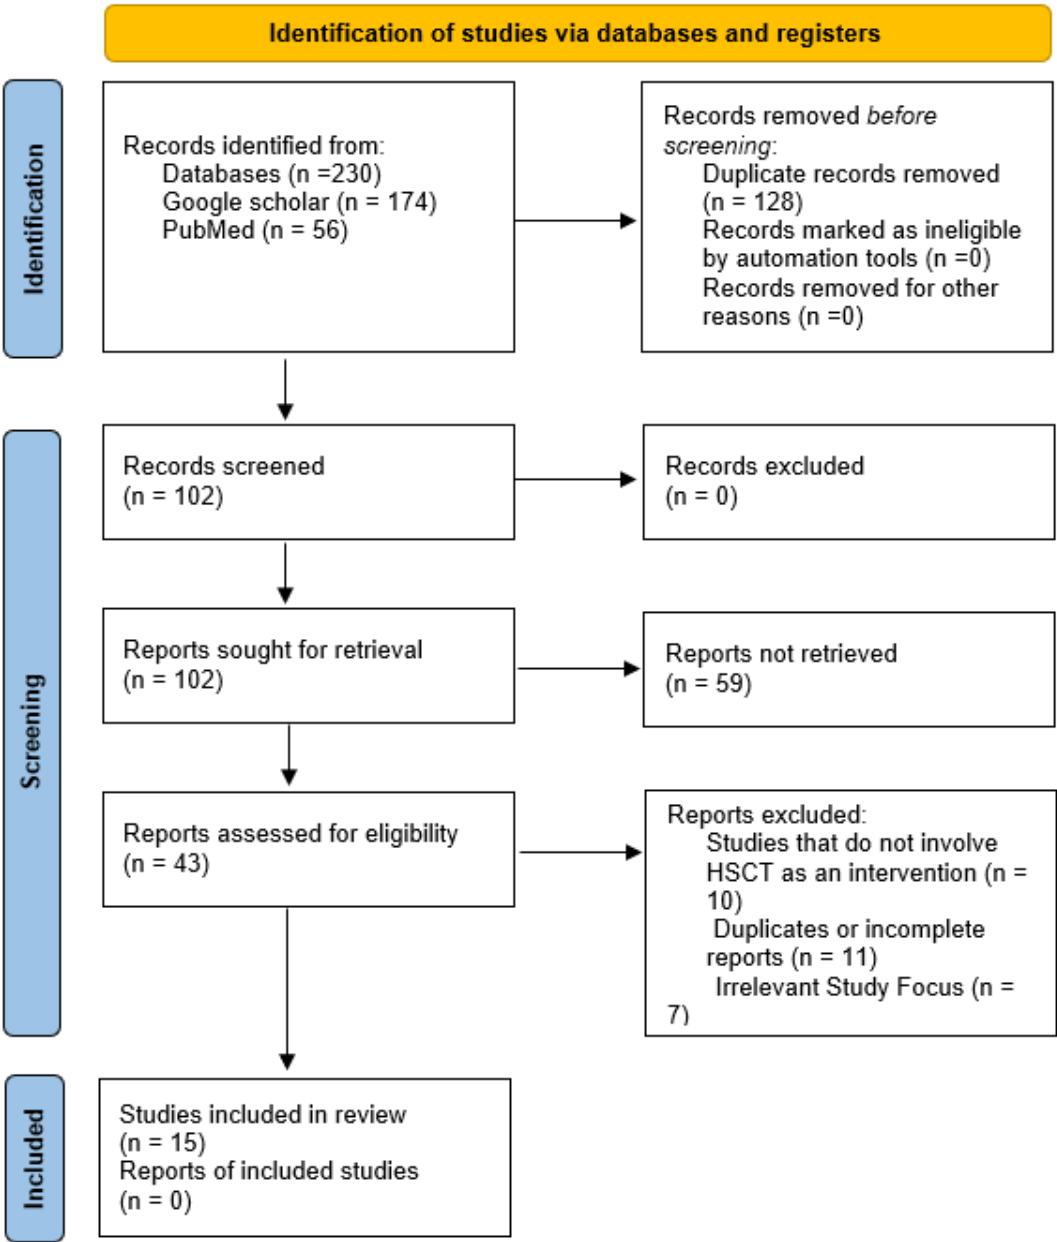 Identification of studies via databases and registers
Identification
Records identified from:
Databases (n =230)
Google scholar (n = 174)
PubMed (n = 56)
Records removed before
screening:
Duplicate records removed
(n = 128)
Records marked as ineligible
by automation tools (n =0)
Records removed for other
reasons (n =0)
Screening
Records screened
(n = 102)
Records excluded
(n = 0)
Reports sought for retrieval
(n = 102)
Reports not retrieved
(n = 59)
Reports assessed for eligibility
(n = 43)
Reports excluded:
Studies that do not involve
HSCT as an intervention (n =
10)
Duplicates or incomplete
reports (n = 11)
Irrelevant Study Focus (n =
7)
Included
Studies included in review
(n = 15)
Reports of included studies
(n = 0)